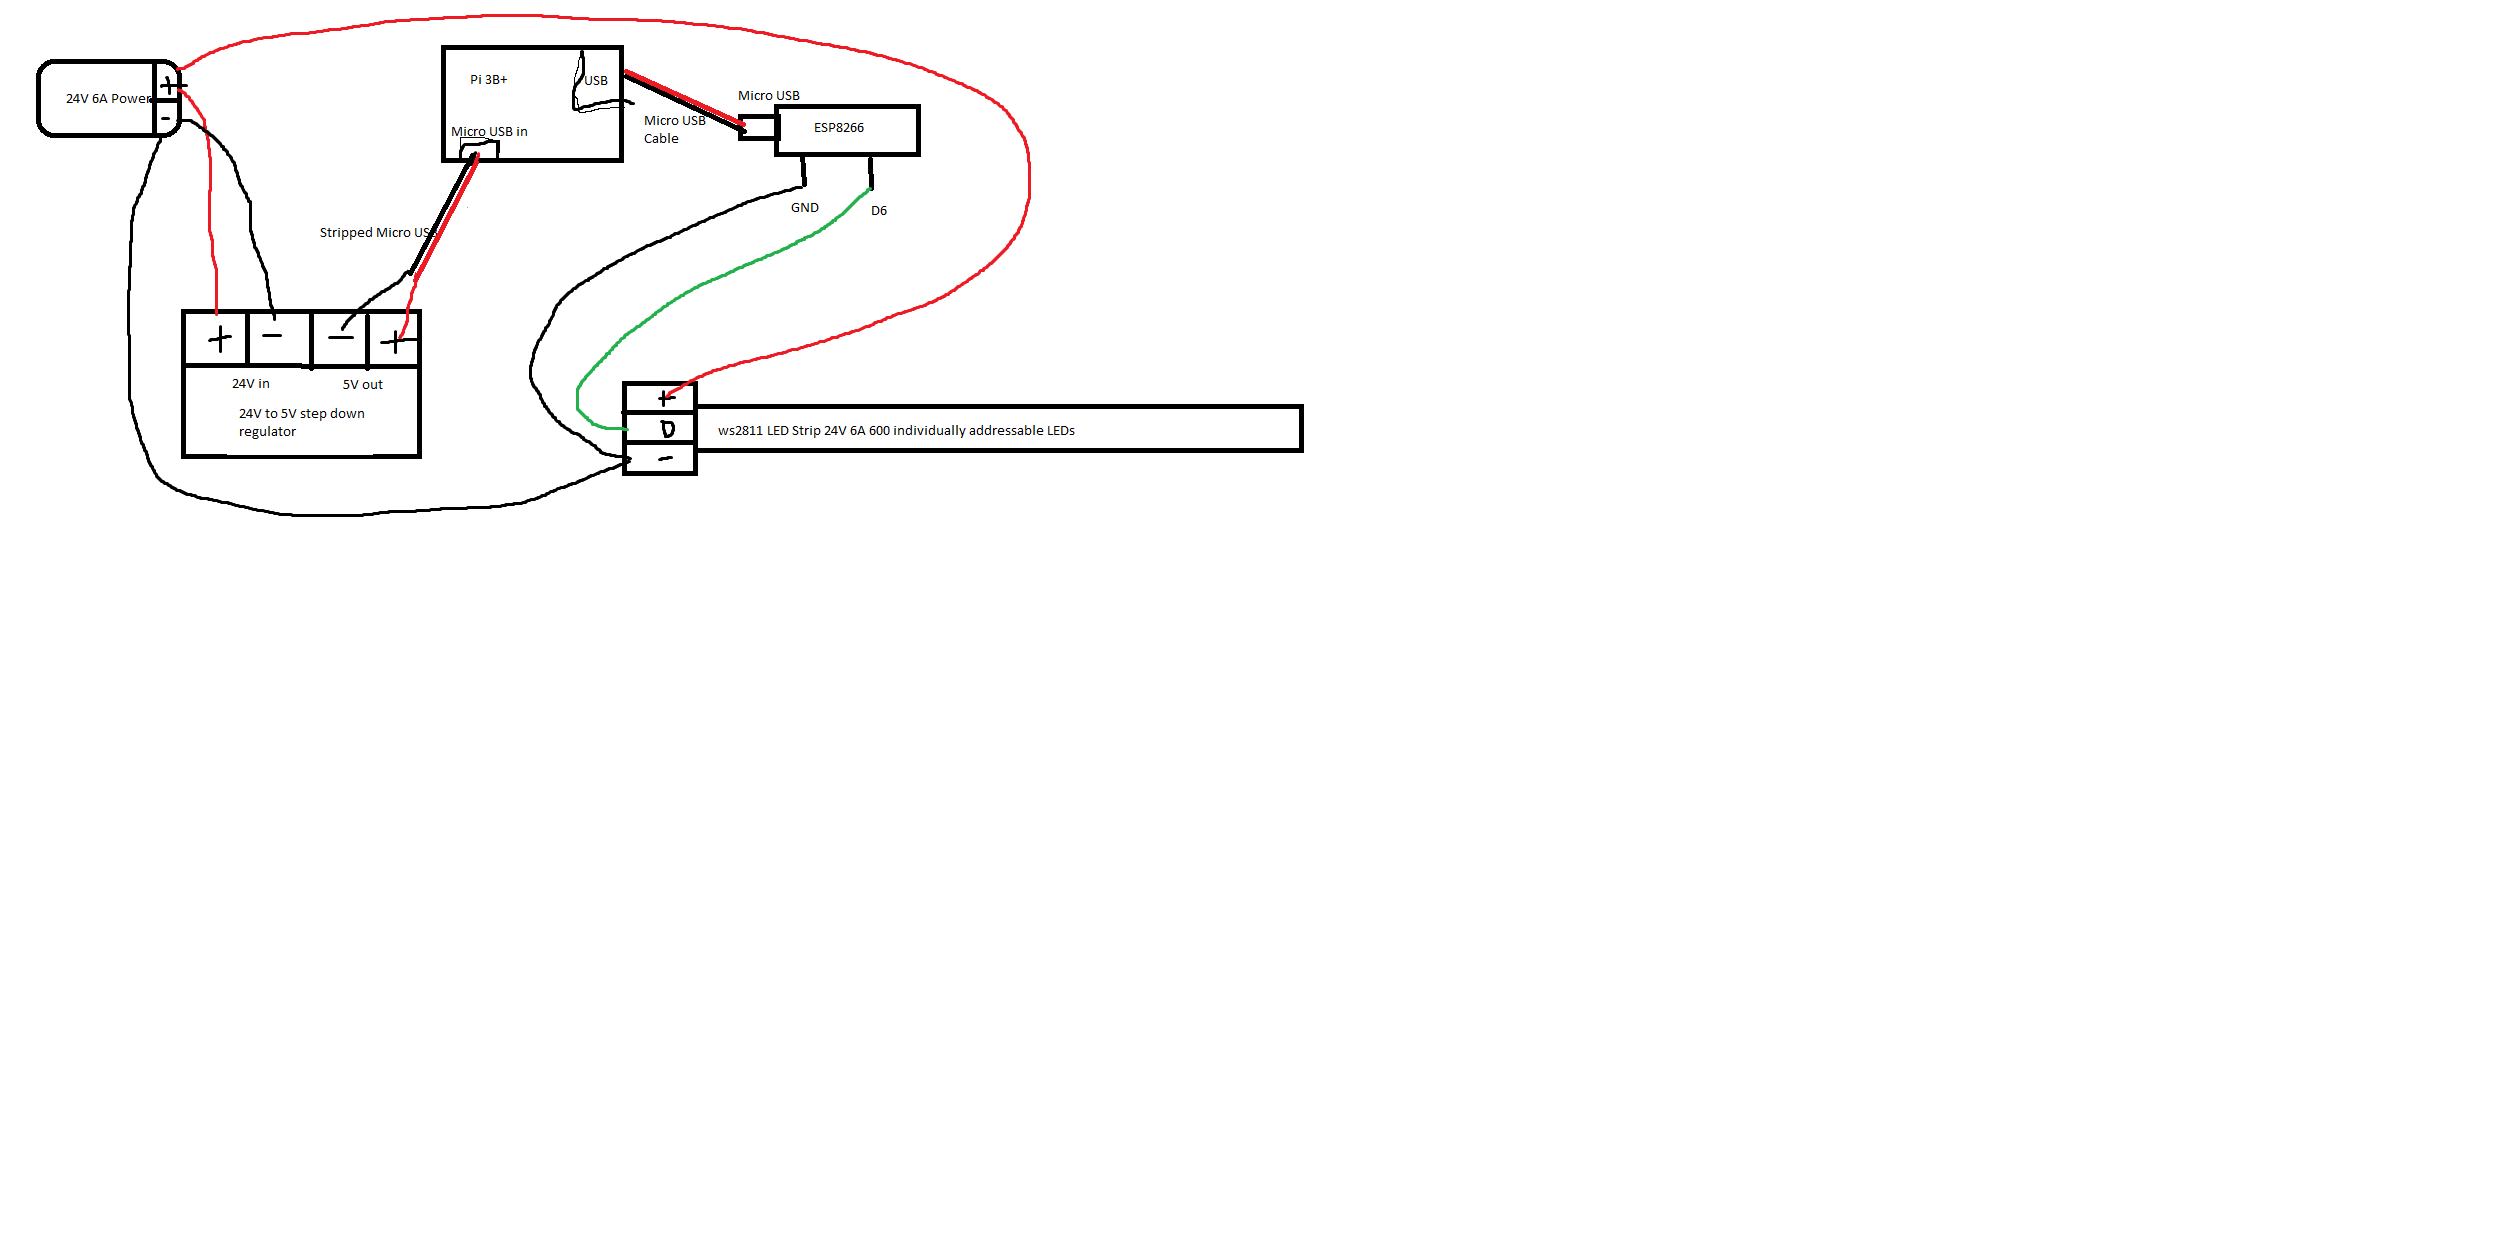 24V 6A Power
+
-
Pi 3B+
USB
Micro USB in
Micro USB
Micro USB
Cable
ESP8266
GND
D6
Stripped Micro USB
+
-
-
+
24V in
5V out
24V to 5V step down
regulator
+
D
-
ws2811 LED Strip 24V 6A 600 individually addressable LEDs